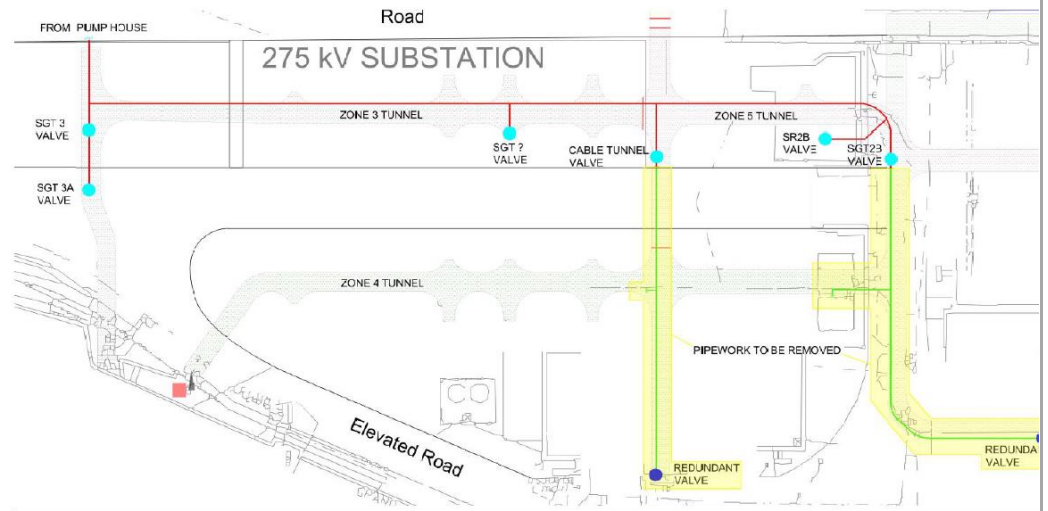 Road
FROM PUMP HOUSE
275 kV SUBSTATION
ZONE 3 TUNNEL
ZONE 5 TUNNEL
SGT 3
VALVE
SGT ?
VALVE
CABLE TUNNEL
VALVE
SR2B
VALVE
SGT2B
VALVE
SGT 3A
VALVE
ZONE 4 TUNNEL
PIPEWORK TO BE REMOVED
Elevated Road
REDUNDANT
VALVE
REDUNDA
VALVE